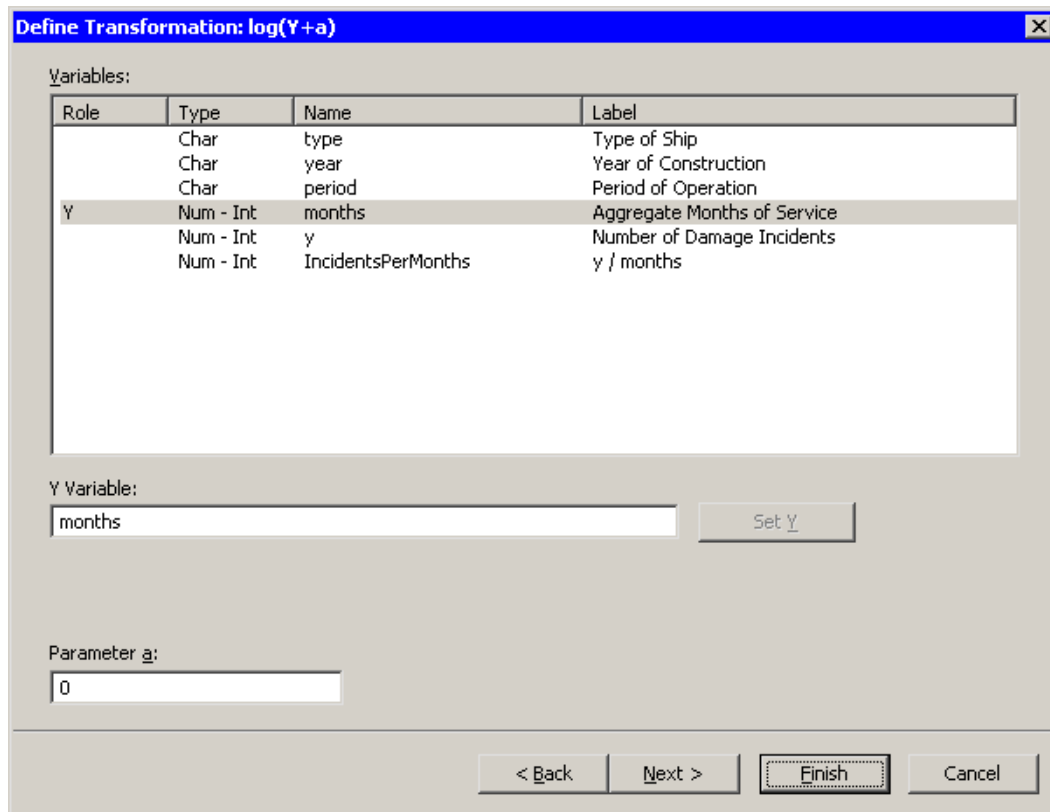 Define Transformation: log(Y+a)
Variables:
Role Type Name Label
Char type Type of Ship
Char year Year of Construction
Char period Period of Operation
Y Num - Int months Aggregate Months of Service
Num - Int y Number of Damage Incidents
Num - Int IncidentsPerMonths y / months
Y Variable:
months Set Y
Parameter a:
0
< Back Next > Finish Cancel